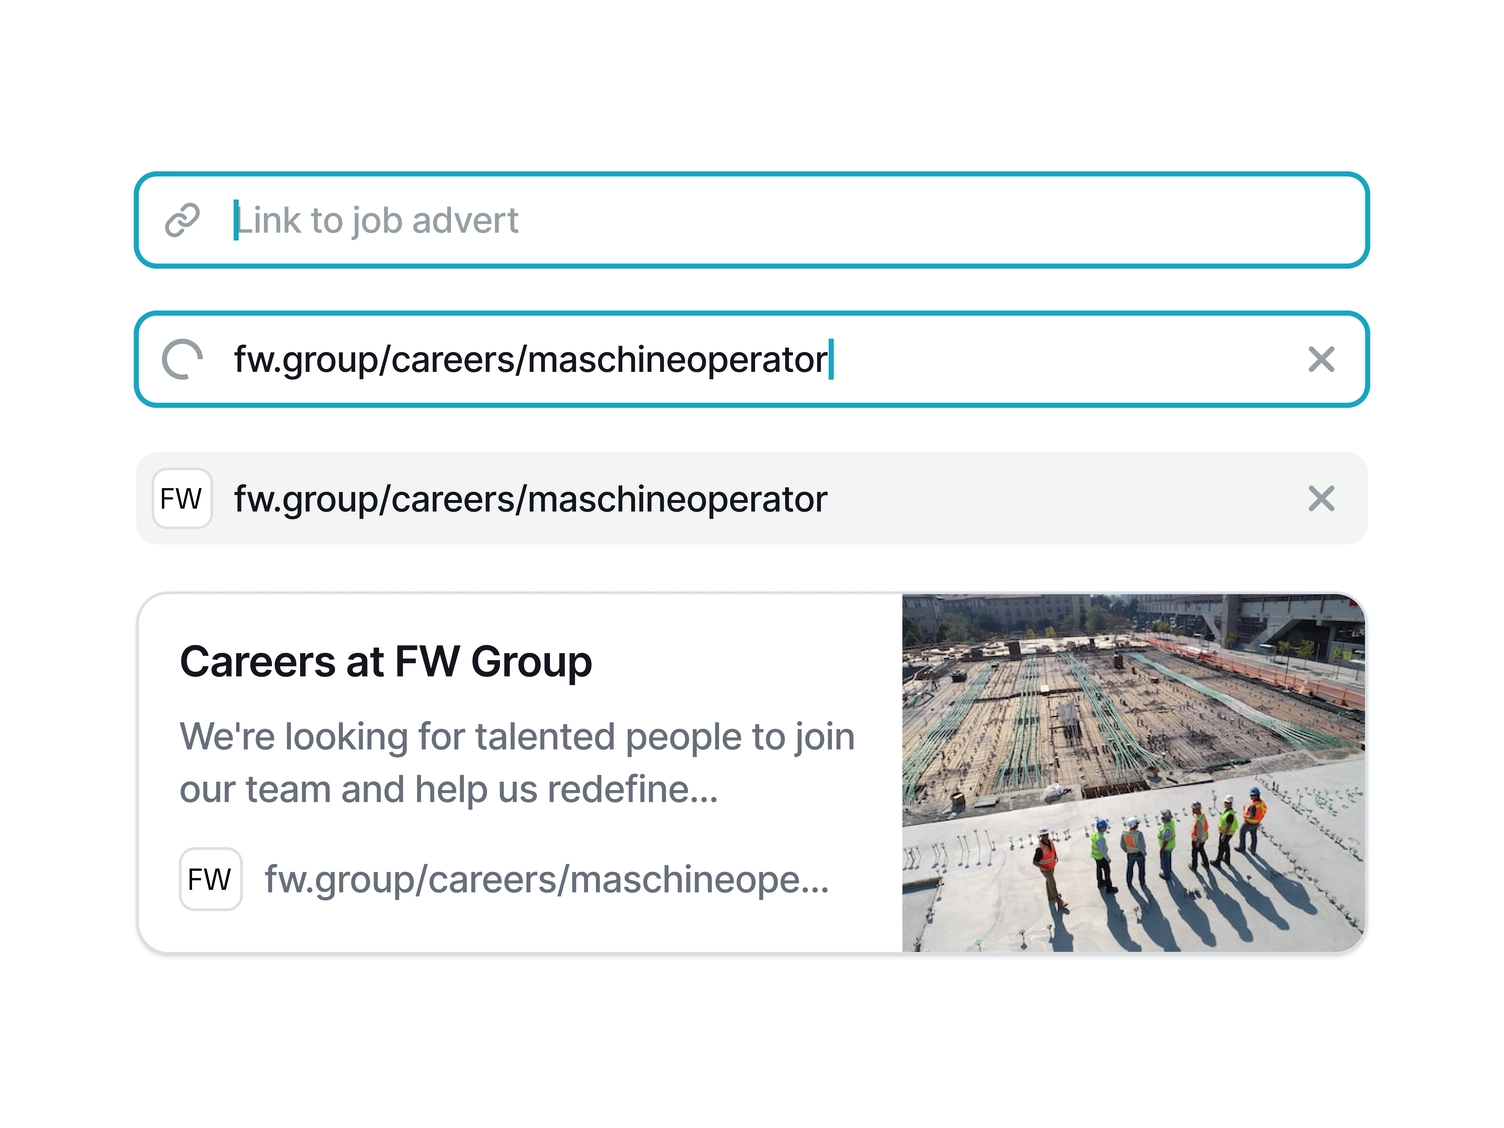 Link to job advert
fw.group/careers/maschineoperator
FW fw.group/careers/maschineoperator
Careers at FW Group
We're looking for talented people to join
our team and help us redefine...
FW fw.group/careers/maschineope...